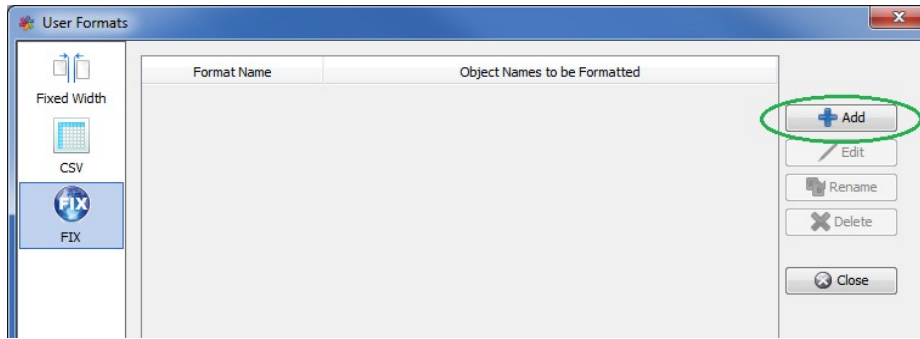 User Formats
Fixed Width
CSV
FIX
FIX
Format Name
Object Names to be Formatted
Add
Edit
Rename
Delete
Close